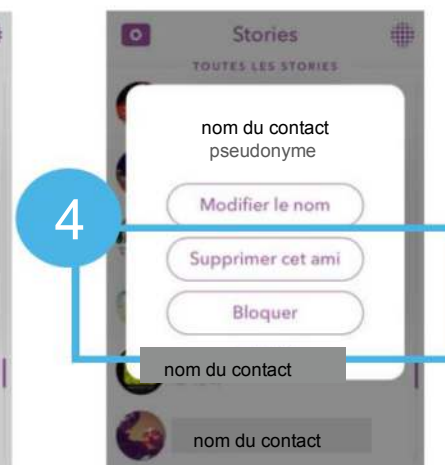 Stories
TOUTES LES STORIES
nom du contact
pseudonyme
4
Modifier le nom
Supprimer cet ami
Bloquer
nom du contact
nom du contact